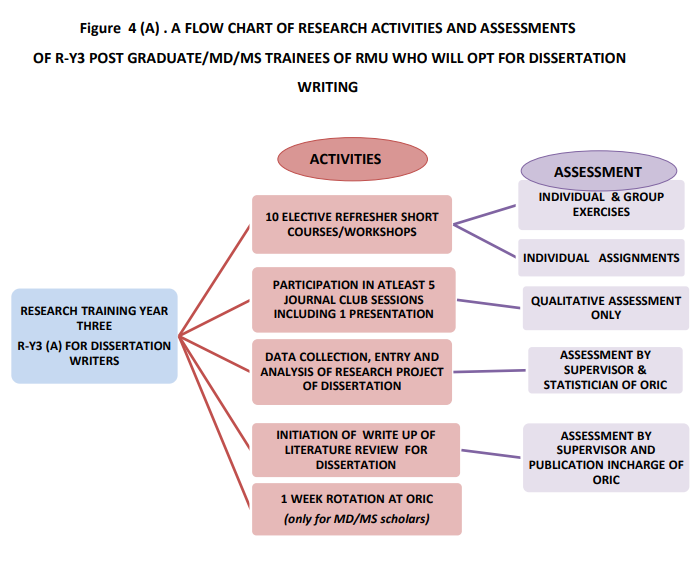 Figure 4 (A) . A FLOW CHART OF RESEARCH ACTIVITIES AND ASSESSMENTS
OF R-Y3 POST GRADUATE/MD/MS TRAINEES OF RMU WHO WILL OPT FOR DISSERTATION
WRITING
ACTIVITIES
ASSESSMENT
10 ELECTIVE REFRESHER SHORT
COURSES/WORKSHOPS
INDIVIDUAL & GROUP
EXERCISES
INDIVIDUAL ASSIGNMENTS
RESEARCH TRAINING YEAR
THREE
R-Y3 (A) FOR DISSERTATION
WRITERS
PARTICIPATION IN ATLEAST 5
JOURNAL CLUB SESSIONS
INCLUDING 1 PRESENTATION
QUALITATIVE ASSESSMENT
ONLY
DATA COLLECTION, ENTRY AND
ANALYSIS OF RESEARCH PROJECT
OF DISSERTATION
ASSESSMENT BY
SUPERVISOR &
STATISTICIAN OF ORIC
INITIATION OF WRITE UP OF
LITERATURE REVIEW FOR
DISSERTATION
ASSESSMENT BY
SUPERVISOR AND
PUBLICATION INCHARGE OF
ORIC
1 WEEK ROTATION AT ORIC
(only for MD/MS scholars)